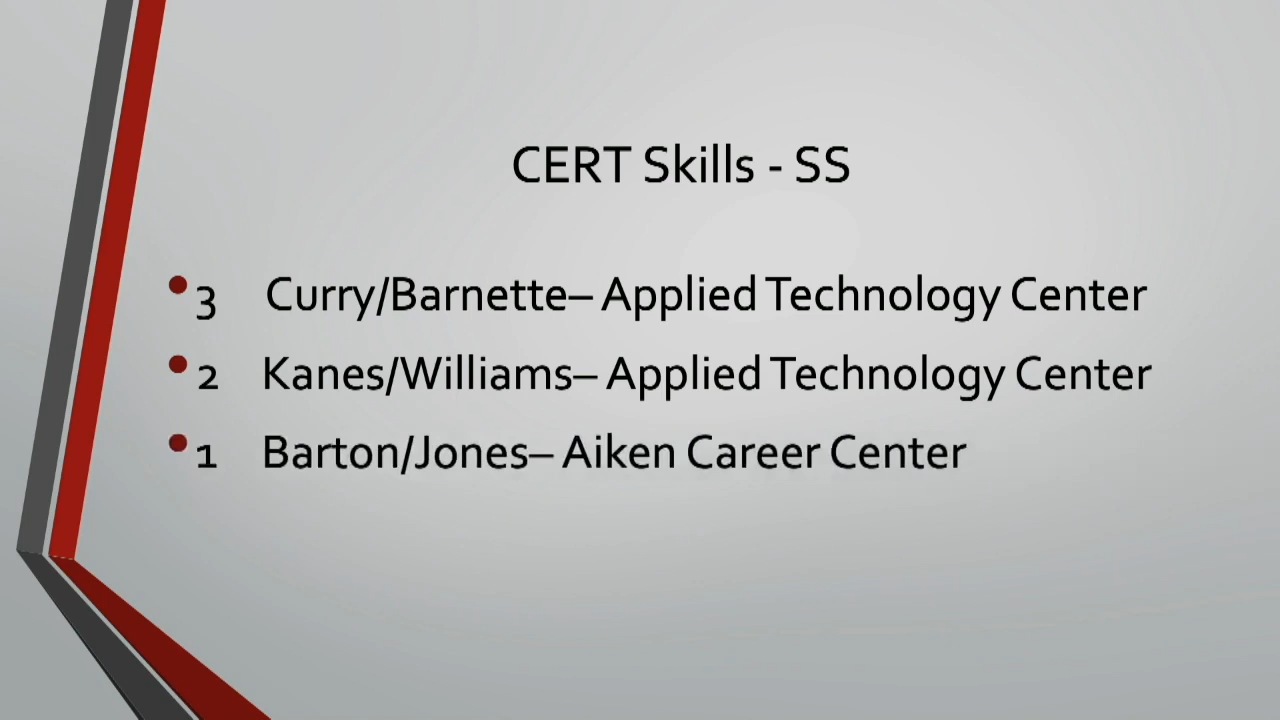 CERT Skills - SS
• 3 Curry/Barnette– Applied Technology Center
• 2 Kanes/Williams– Applied Technology Center
• 1 Barton/Jones– Aiken Career Center